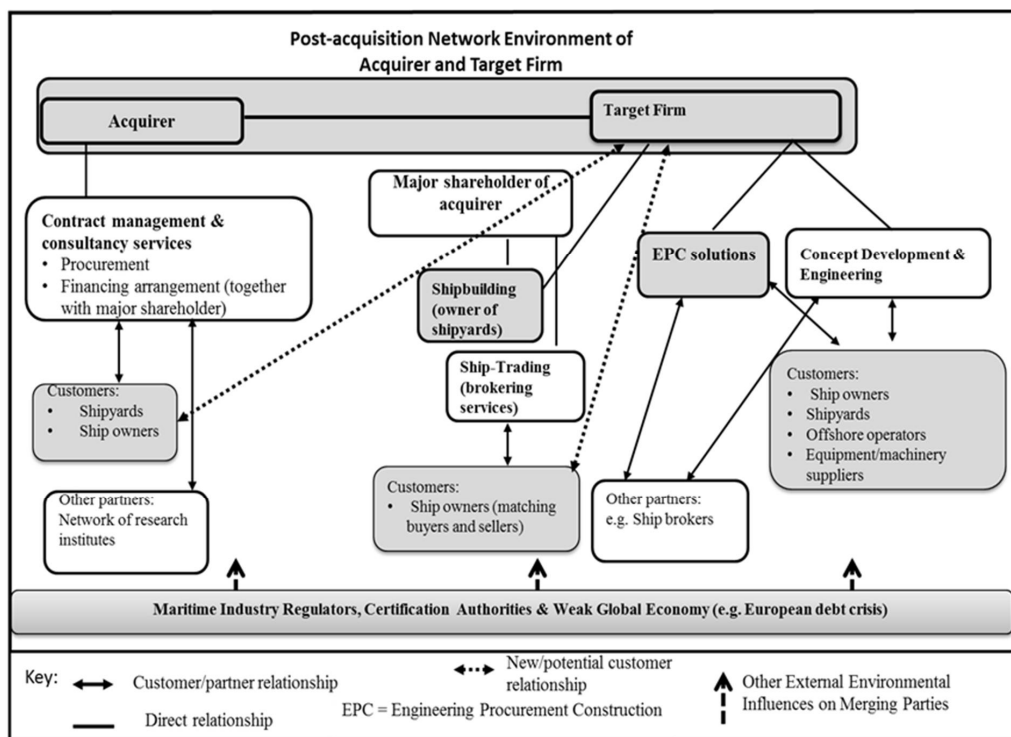 Post-acquisition Network Environment of
Acquirer and Target Firm
Acquirer
Target Firm
Major shareholder of
acquirer
Contract management &
consultancy services
• Procurement
• Financing arrangement (together
with major shareholder)
Shipbuilding
(owner of
shipyards)
EPC solutions
Concept Development &
Engineering
Ship-Trading
(brokering
services)
Customers:
• Shipyards
• Ship owners
Customers:
• Ship owners
• Shipyards
• Offshore operators
• Equipment/machinery
suppliers
Other partners:
Network of research
institutes
Customers:
• Ship owners (matching
buyers and sellers)
Other partners:
e.g. Ship brokers
Maritime Industry Regulators, Certification Authorities & Weak Global Economy (e.g. European debt crisis)
Key:
Customer/partner relationship
New/potential customer
relationship
Other External Environmental
Influences on Merging Parties
Direct relationship
EPC = Engineering Procurement Construction